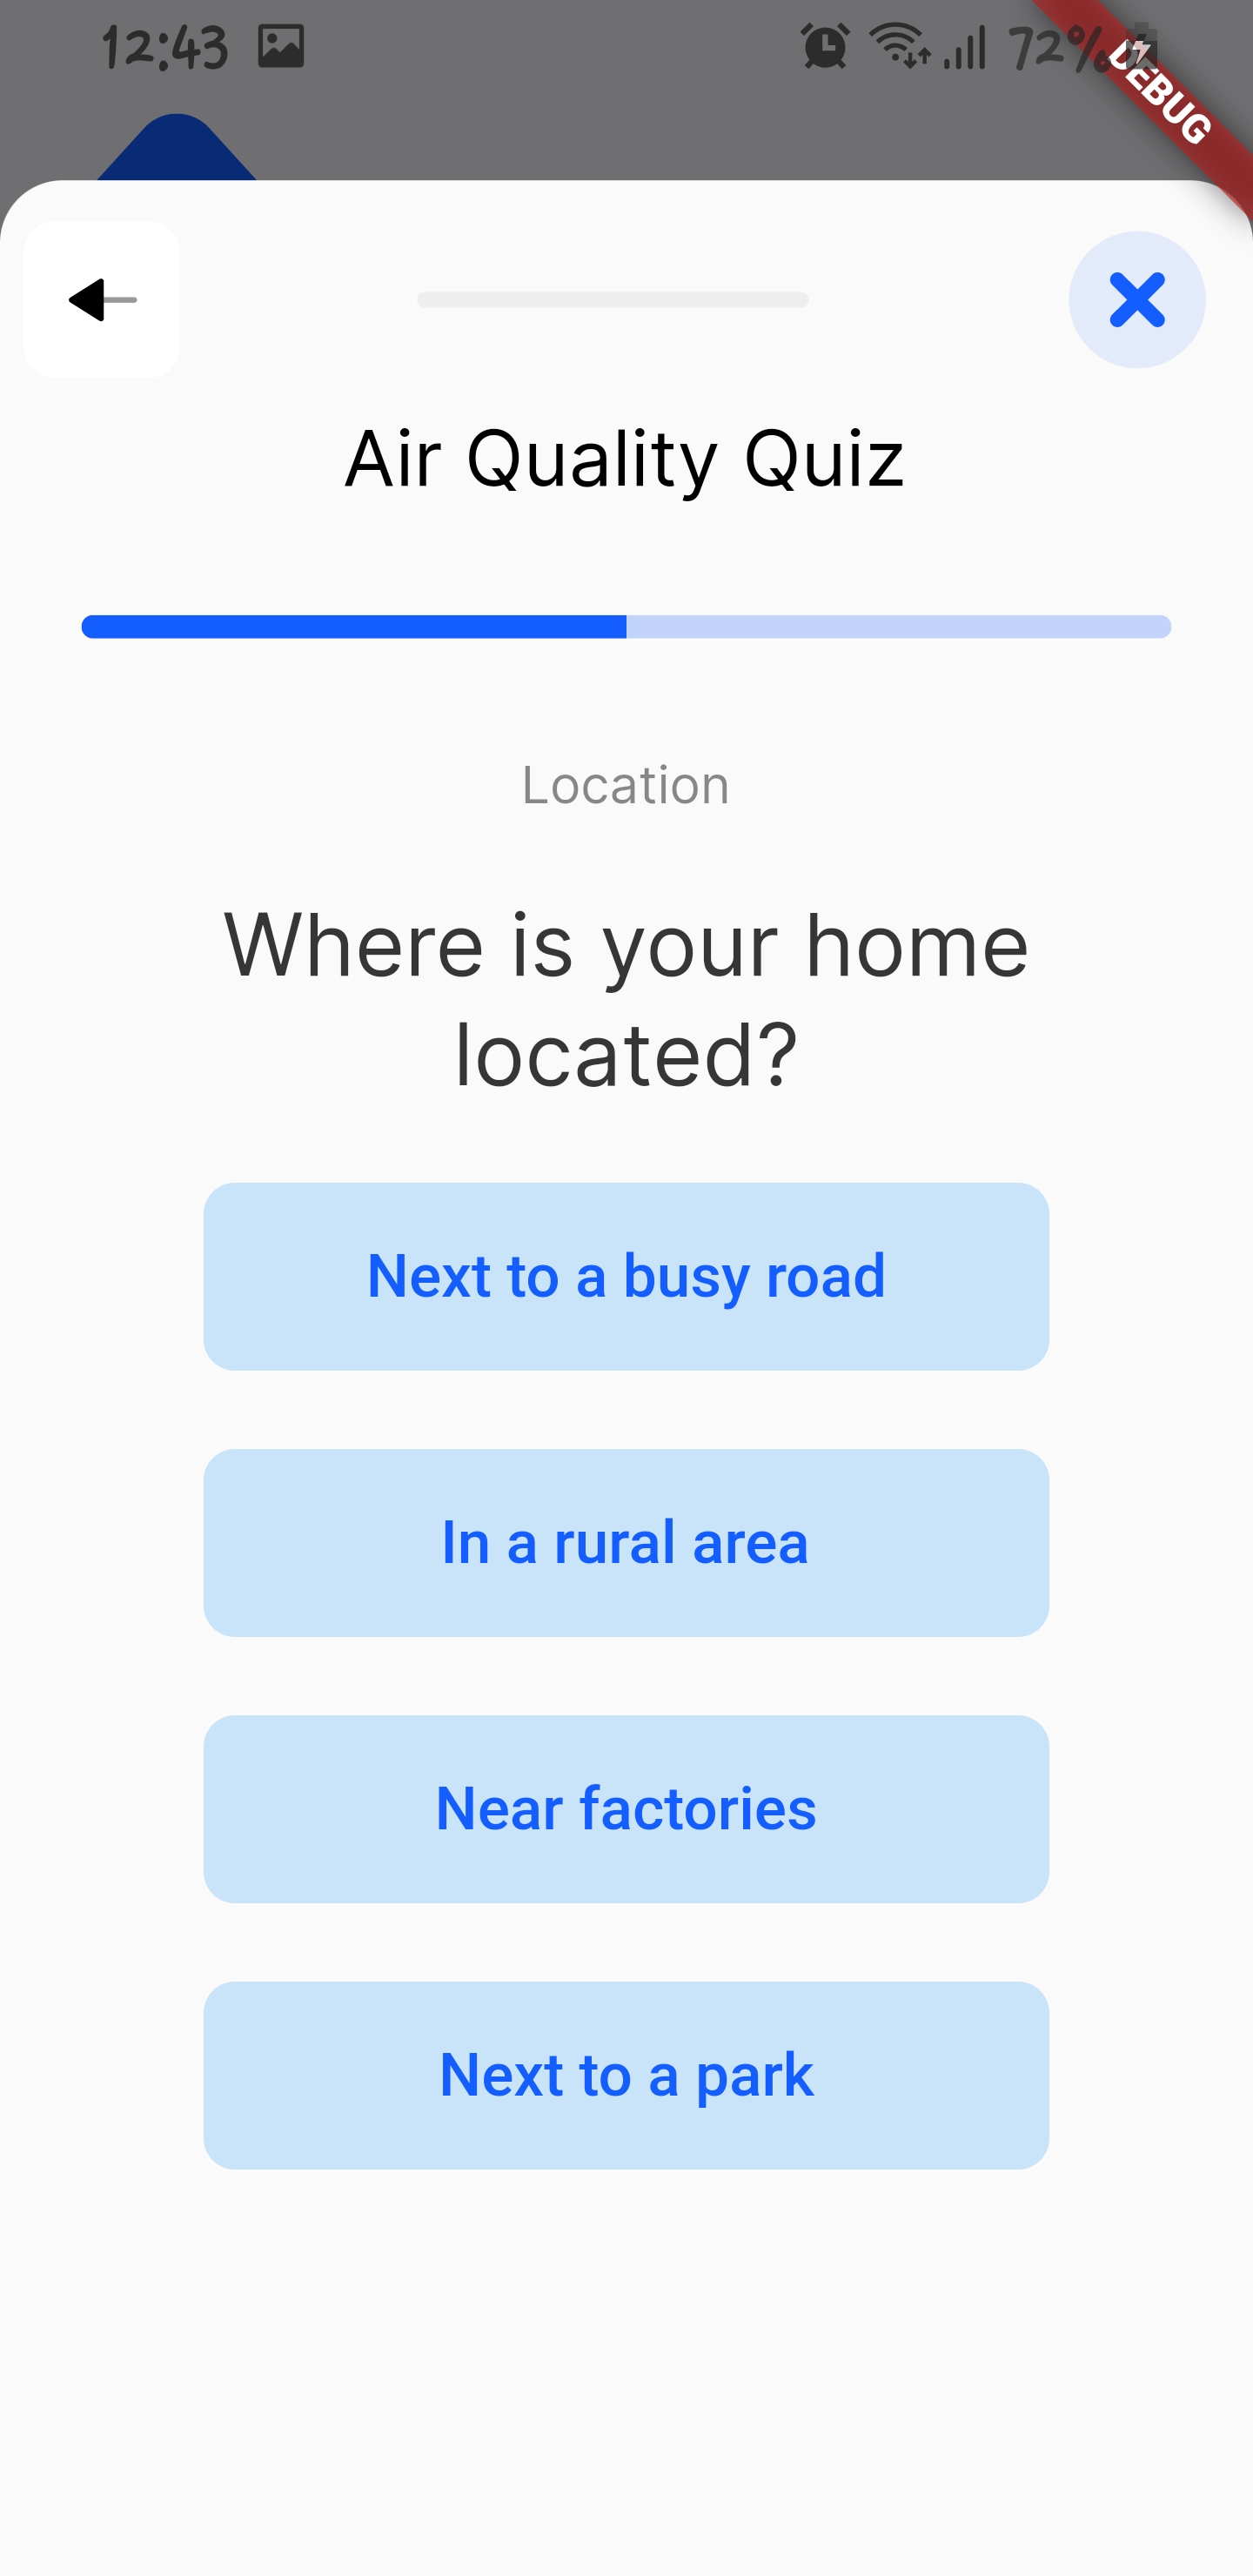 12:43 72%
DEBUG
Air Quality Quiz
Location
Where is your home
located?
Next to a busy road
In a rural area
Near factories
Next to a park